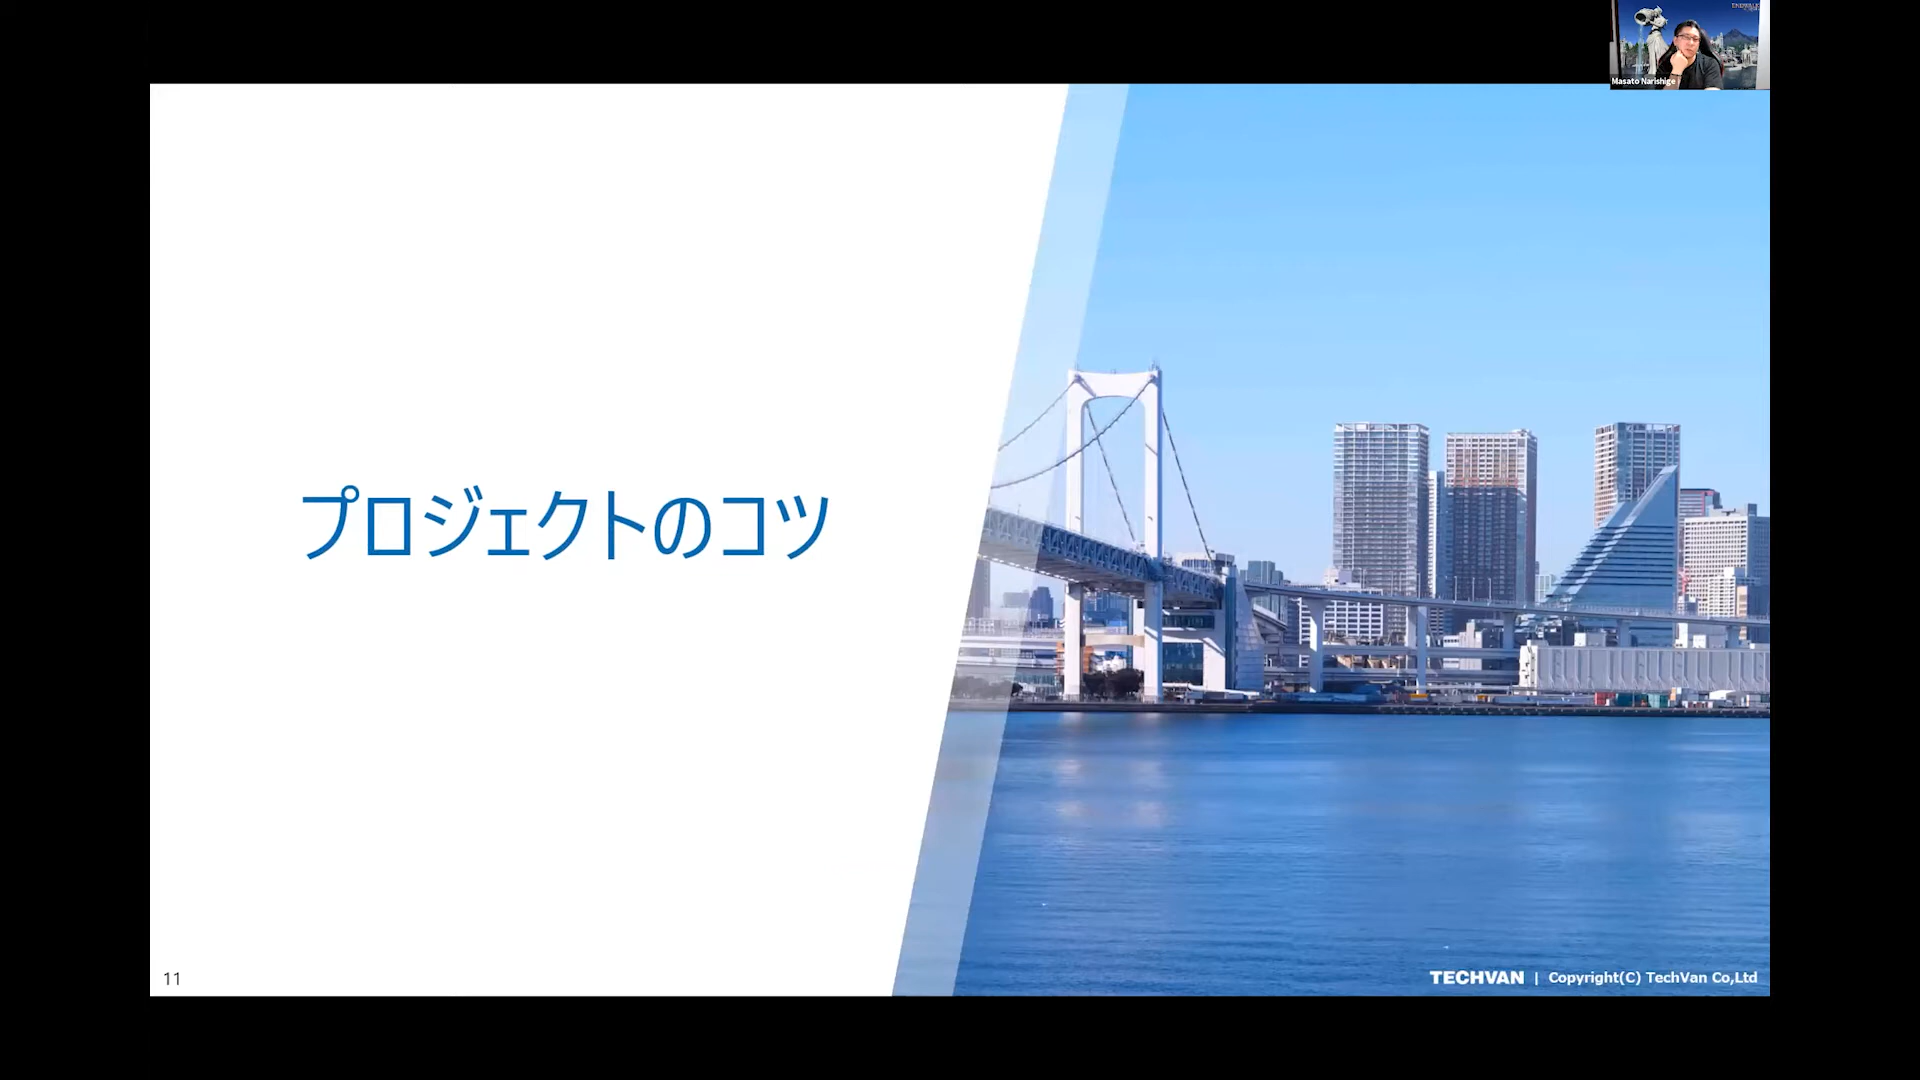 Masato Narishige
プロジェクトのコツ
11
TECHVAN | Copyright(C) TechVan Co,Ltd